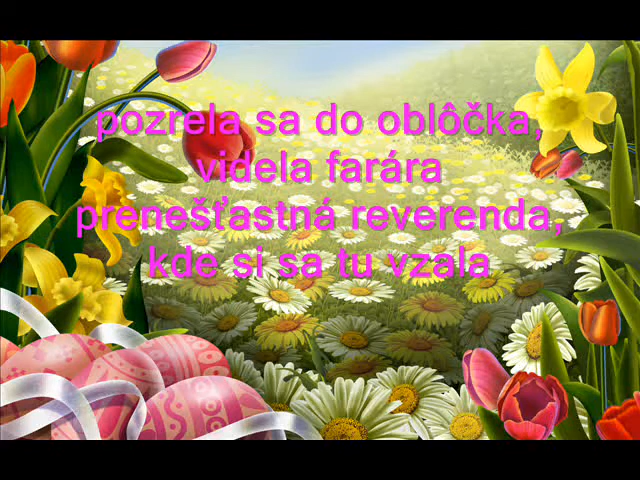 pozrela sa do oblôčka,
videla farára
prenešťastná reverenda,
kde si sa tu vzala